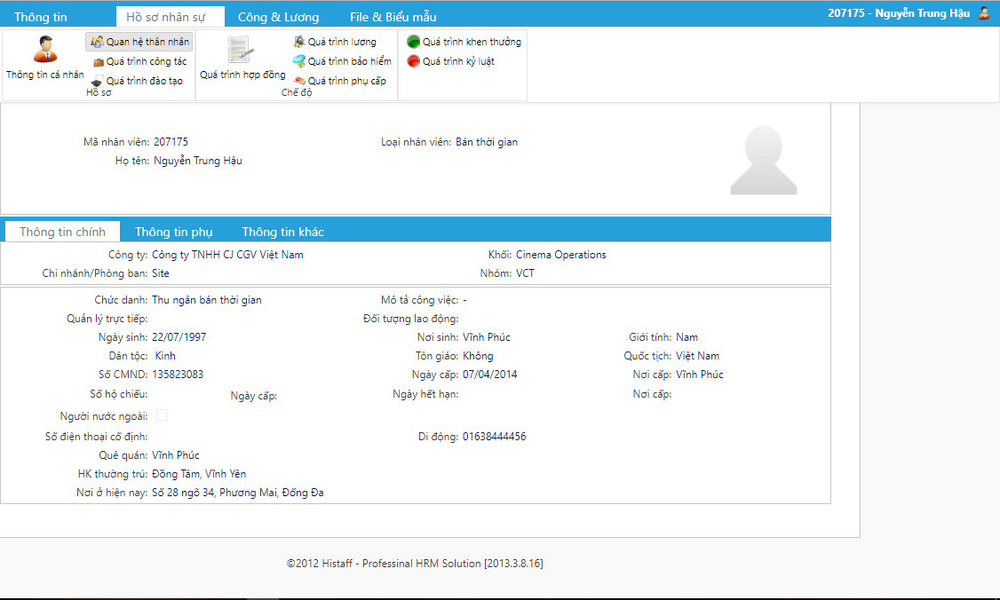 Thông tin Hồ sơ nhân sự Công & Lương File & Biểu mẫu 207175 - Nguyễn Trung Hậu
Quan hệ thân nhân Quá trình lương Quá trình khen thưởng
Quá trình công tác Quá trình bảo hiểm Quá trình kỷ luật
Thông tin cá nhân Quá trình đào tạo Quá trình hợp đồng Quá trình phụ cấp
Hồ sơ Chế độ
Mã nhân viên: 207175 Loại nhân viên: Bán thời gian
Họ tên: Nguyễn Trung Hậu
Thông tin chính Thông tin phụ Thông tin khác
Công ty: Công ty TNHH CJ CGV Việt Nam Khối: Cinema Operations
Chi nhánh/Phòng ban: Site Nhóm: VCT
Chức danh: Thu ngân bán thời gian Mô tả công việc: -
Quản lý trực tiếp: Đối tượng lao động:
Ngày sinh: 22/07/1997 Nơi sinh: Vĩnh Phúc Giới tính: Nam
Dân tộc: Kinh Tôn giáo: Không Quốc tịch: Việt Nam
Số CMND: 135823083 Ngày cấp: 07/04/2014 Nơi cấp: Vĩnh Phúc
Số hộ chiếu: Ngày cấp: Ngày hết hạn: Nơi cấp:
Người nước ngoài:
Số điện thoại cố định: Di động: 01638444456
Quê quán: Vĩnh Phúc
HK thường trú: Đồng Tâm, Vĩnh Yên
Nơi ở hiện nay: Số 28 ngõ 34, Phương Mai, Đống Đa
©2012 Histaff - Professinal HRM Solution [2013.3.8.16]